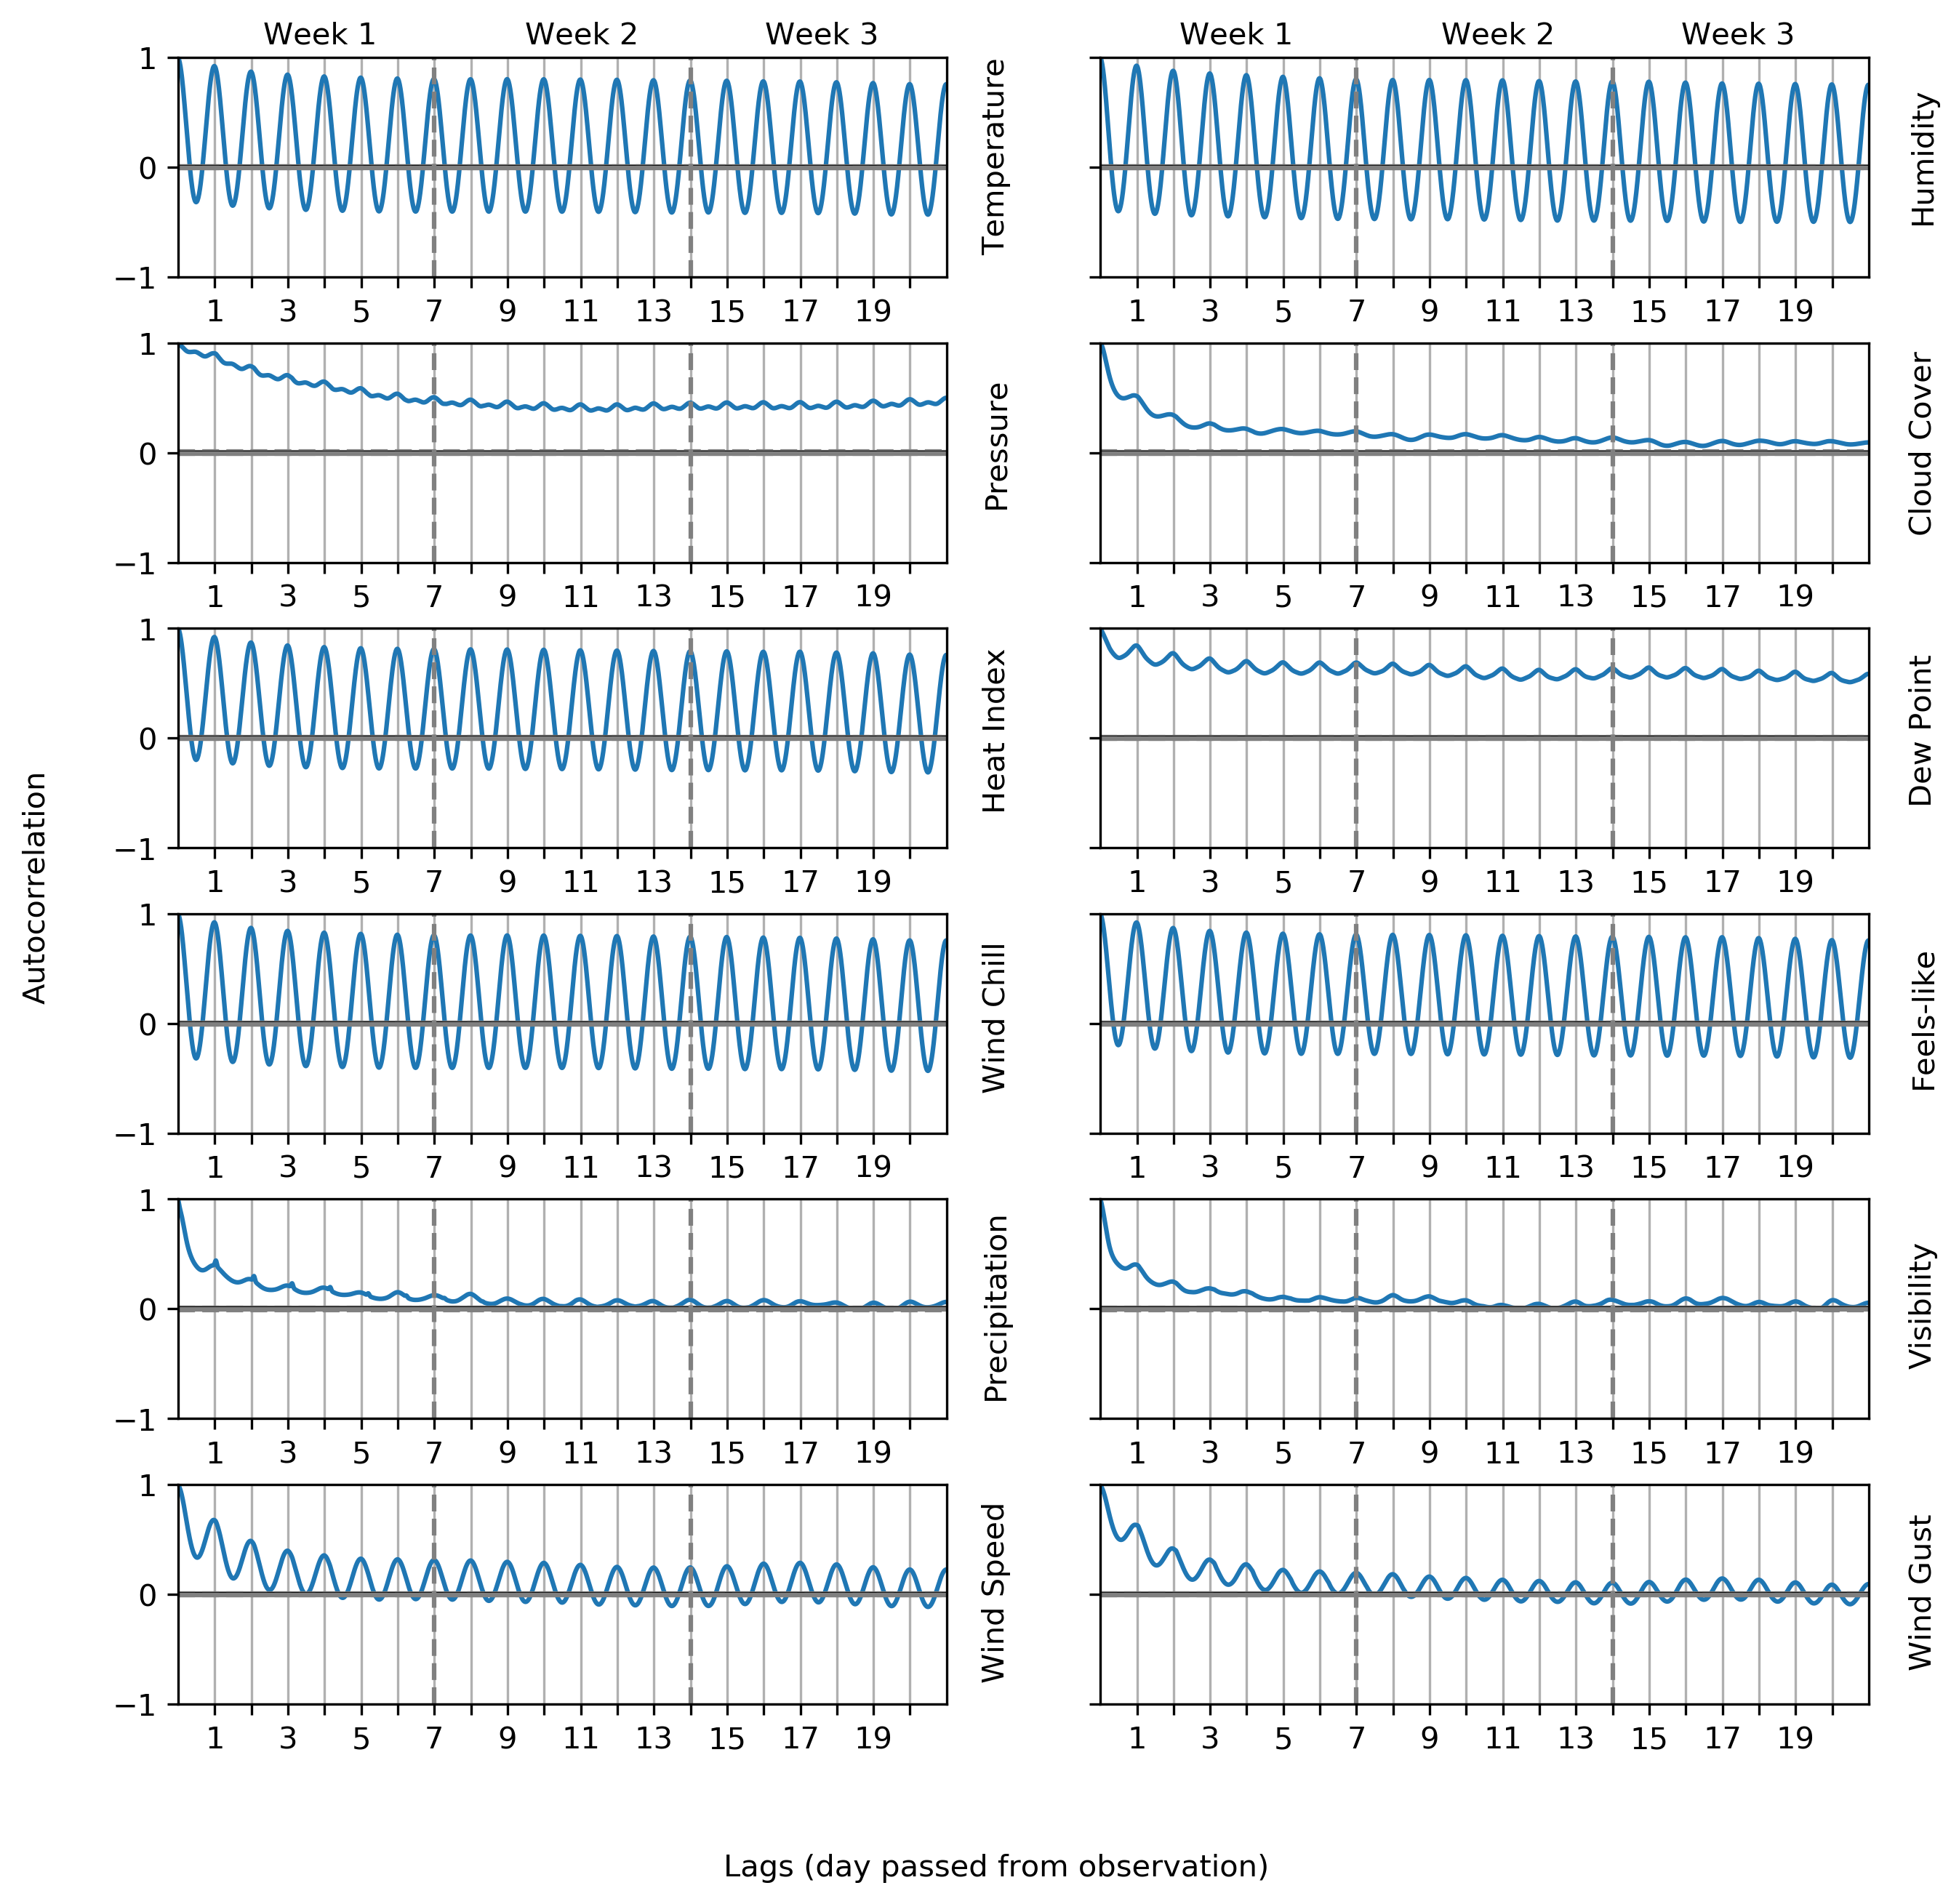 Week 1 Week 2 Week 3 Week 1 Week 2 Week 3
1
0
−1
Temperature
Humidity
1 3 5 7 9 11 13 15 17 19 1 3 5 7 9 11 13 15 17 19
1
0
−1
Pressure
Cloud Cover
1 3 5 7 9 11 13 15 17 19 1 3 5 7 9 11 13 15 17 19
1
0
−1
Heat Index
Dew Point
1 3 5 7 9 11 13 15 17 19 1 3 5 7 9 11 13 15 17 19
Autocorrelation
1
0
−1
Wind Chill
Feels-like
1 3 5 7 9 11 13 15 17 19 1 3 5 7 9 11 13 15 17 19
1
0
−1
Precipitation
Visibility
1 3 5 7 9 11 13 15 17 19 1 3 5 7 9 11 13 15 17 19
1
0
−1
Wind Speed
Wind Gust
1 3 5 7 9 11 13 15 17 19 1 3 5 7 9 11 13 15 17 19
Lags (day passed from observation)